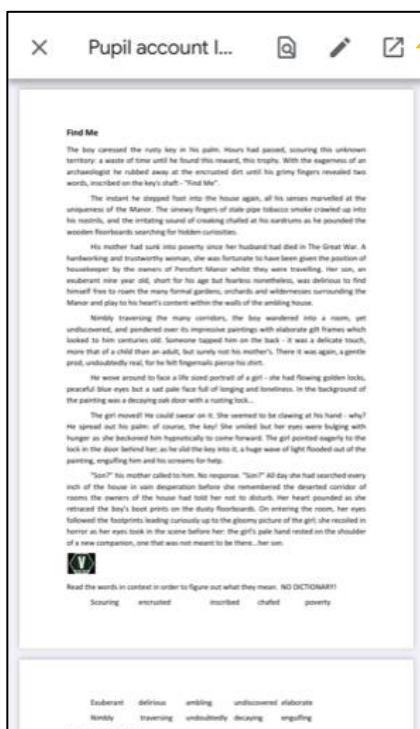 Pupil account l...
Find Me
The boy caressed the rusty key in his palm. Hours had passed, scouring this unknown
territory: a waste of time until he found this reward, this trophy. With the eagerness of an
archaeologist he rubbed away at the encrusted dirt until his grimy fingers revealed two
words, inscribed on the key's shaft - "Find Me".
The instant he stepped foot into the house again, all his senses marvelled at the
uniqueness of the Manor. The sinewy fingers of stale pipe tobacco smoke crawled up into
his nostrils, and the irritating sound of creaking chafed at his eardrums as he pounded the
wooden floorboards searching for hidden curiosities.
His mother had sunk into poverty since her husband had died in The Great War. A
hardworking and trustworthy woman, she was fortunate to have been given the position of
housekeeper by the owners of Manor whilst they were travelling. Her son, an
exuberant nine year old, short for his age but fearless nonetheless, was delirious to find
himself free to roam the many formal gardens, orchards and wildernesses surrounding the
Manor and play to his heart's content within the walls of the ambling house.
Nimbly traversing the many corridors, the boy wandered into a room, yet
undiscovered, and pondered over its impressive paintings with elaborate gilt frames which
looked to him centuries old. Someone tapped him on the back - it was a delicate touch,
more that of a child than an adult, but surely not his mother's. There it was again, a gentle
prod, undoubtedly real, for he felt fingernails pierce his shirt.
He wove around to face a life sized portrait of a girl - she had flowing golden locks,
peaceful blue eyes but a sad pale face full of longing and loneliness. In the background of
the painting was a decaying oak door with a rusting lock...
The girl moved! He could swear on it. She seemed to be clawing at his hand - why?
He spread out his palm: of course, the key! She smiled but her eyes were bulging with
hunger as she beckoned him hypnotically to come forward. The girl pointed eagerly to the
lock in the door behind her; as he slid the key into it, a huge wave of light flooded out of the
painting, engulfing him and his screams for help.
"Son?" his mother called to him. No response. "Son?" All day she had searched every
inch of the house in vain desperation before she remembered the deserted corridor of
rooms the owners of the house had told her not to disturb. Her heart pounded as she
retraced the boy's boot prints on the dusty floorboards. On entering the room, her eyes
followed the footprints leading curiously up to the gloomy picture of the girl; she recoiled in
horror as her eyes took in the scene before her: the girl's pale hand rested on the shoulder
of a new companion, one that was not meant to be there...her son.
V
Read the words in context in order to figure out what they mean. NO DICTIONARY!
Scouring encrusted inscribed chafed poverty
Exuberant delirious ambling undiscovered elaborate
Nimbly traversing undoubtedly decaying engulfing